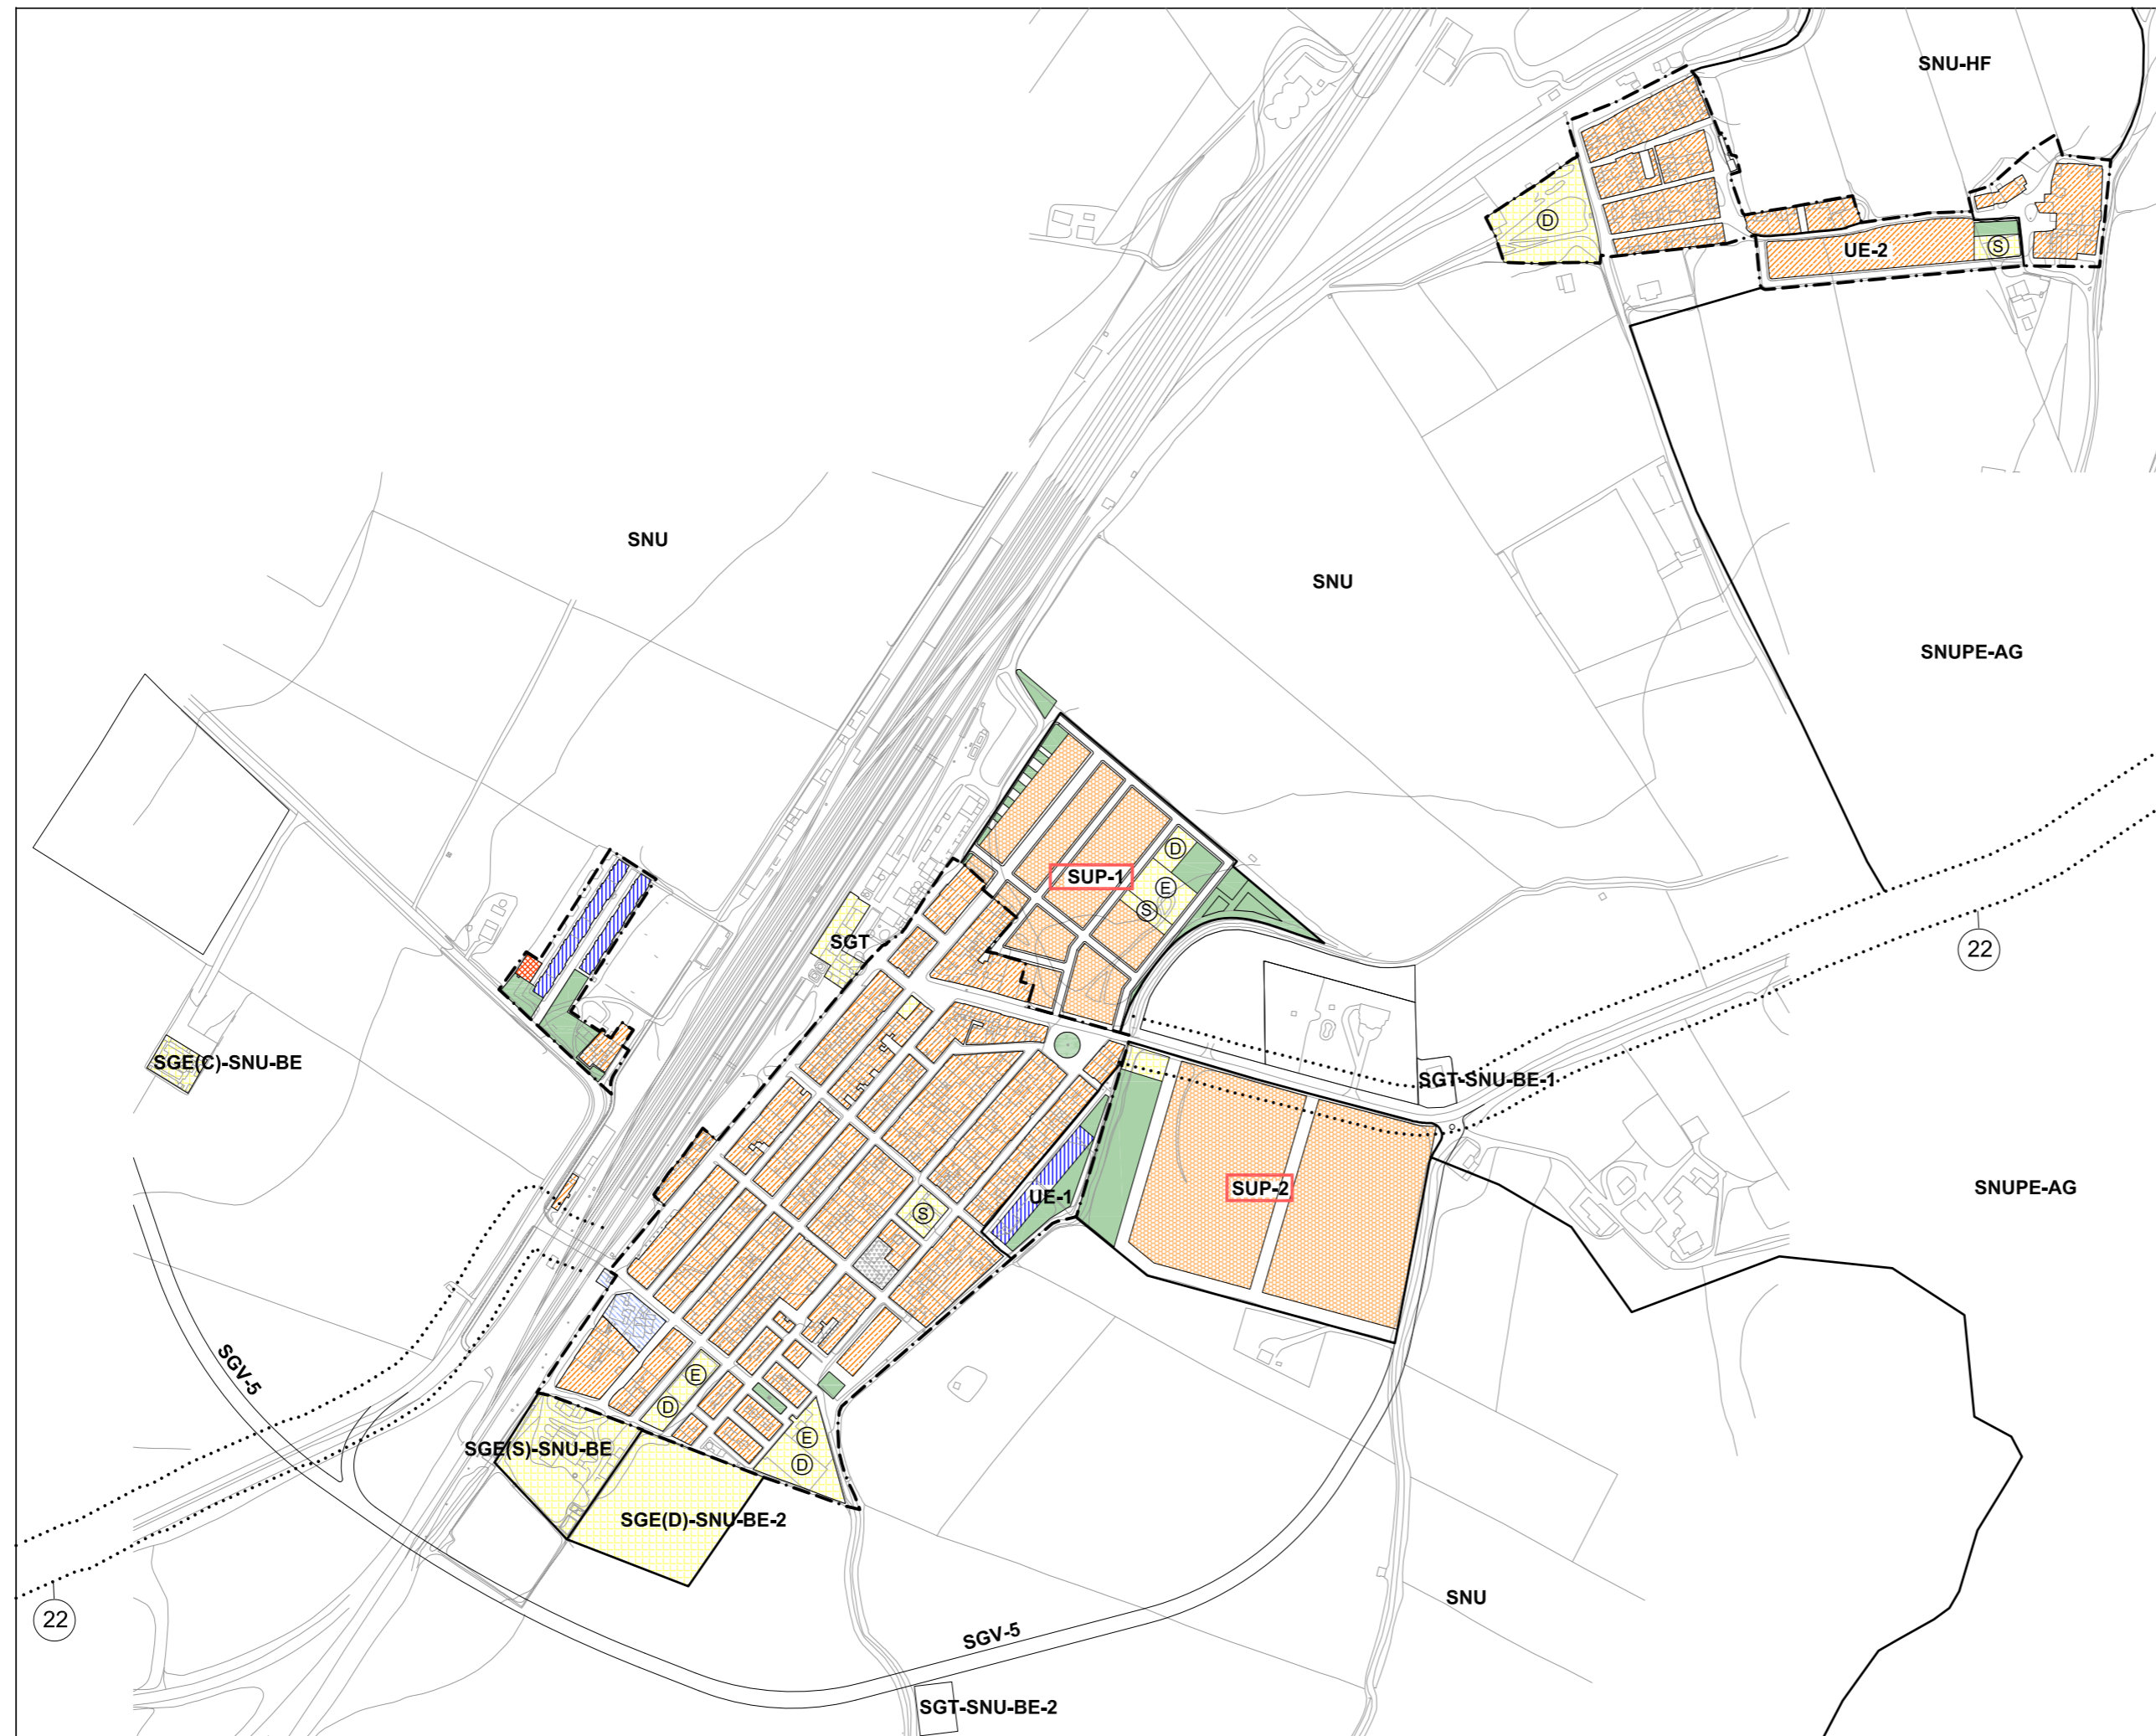 SNU-HF
D
UE-2
S
SNU
SNU
SNUPE-AG
D
SUP-1
E
S
SGT
22
SGE(C)-SNU-BE
SGT-SNU-BE-1
SUP-2
SNUPE-AG
UE-1
S
SGV-5
E
D
E
SGE(S)-SNU-BE
D
SGE(D)-SNU-BE-2
SNU
22
SGV-5
SGT-SNU-BE-2